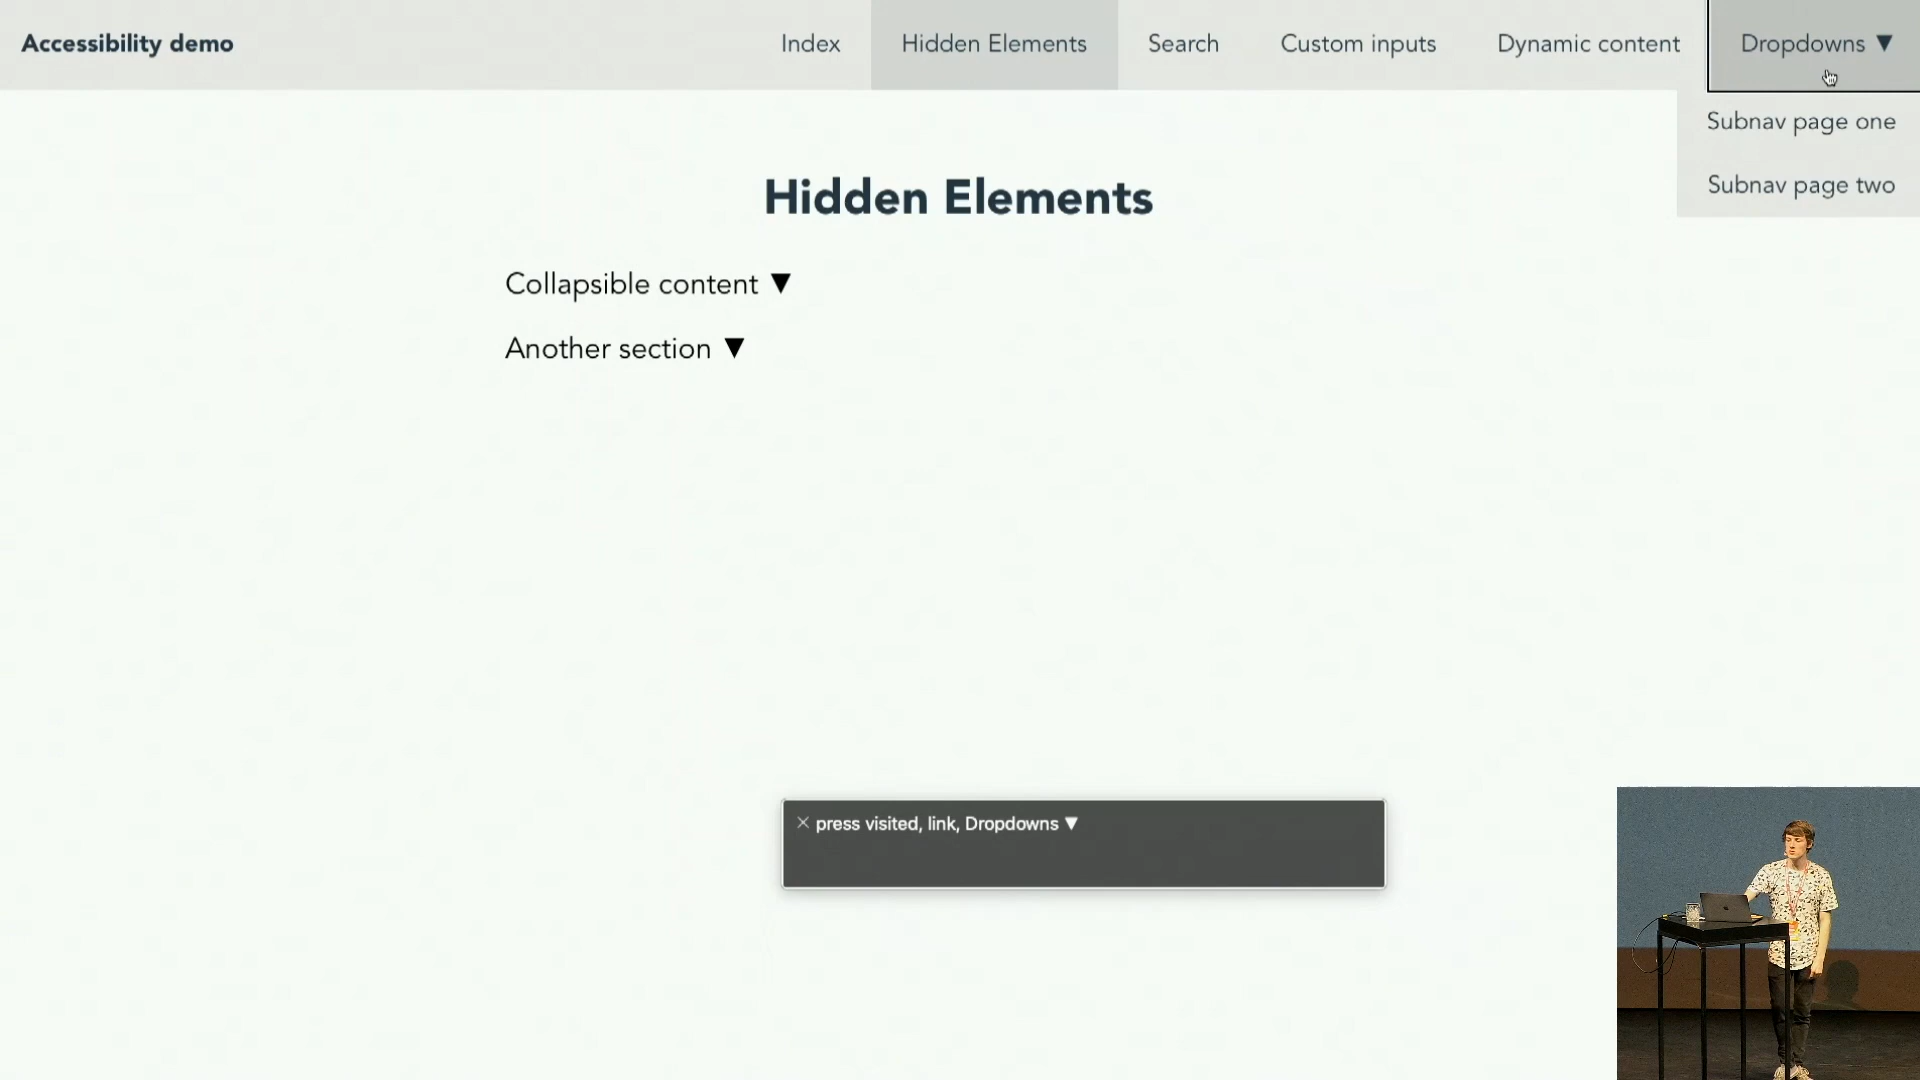 Accessibility demo
Index
Hidden Elements
Search
Custom inputs
Dynamic content
Dropdowns ▼
Subnav page one
Subnav page two
Hidden Elements
Collapsible content ▼
Another section ▼
× press visited, link, Dropdowns ▼